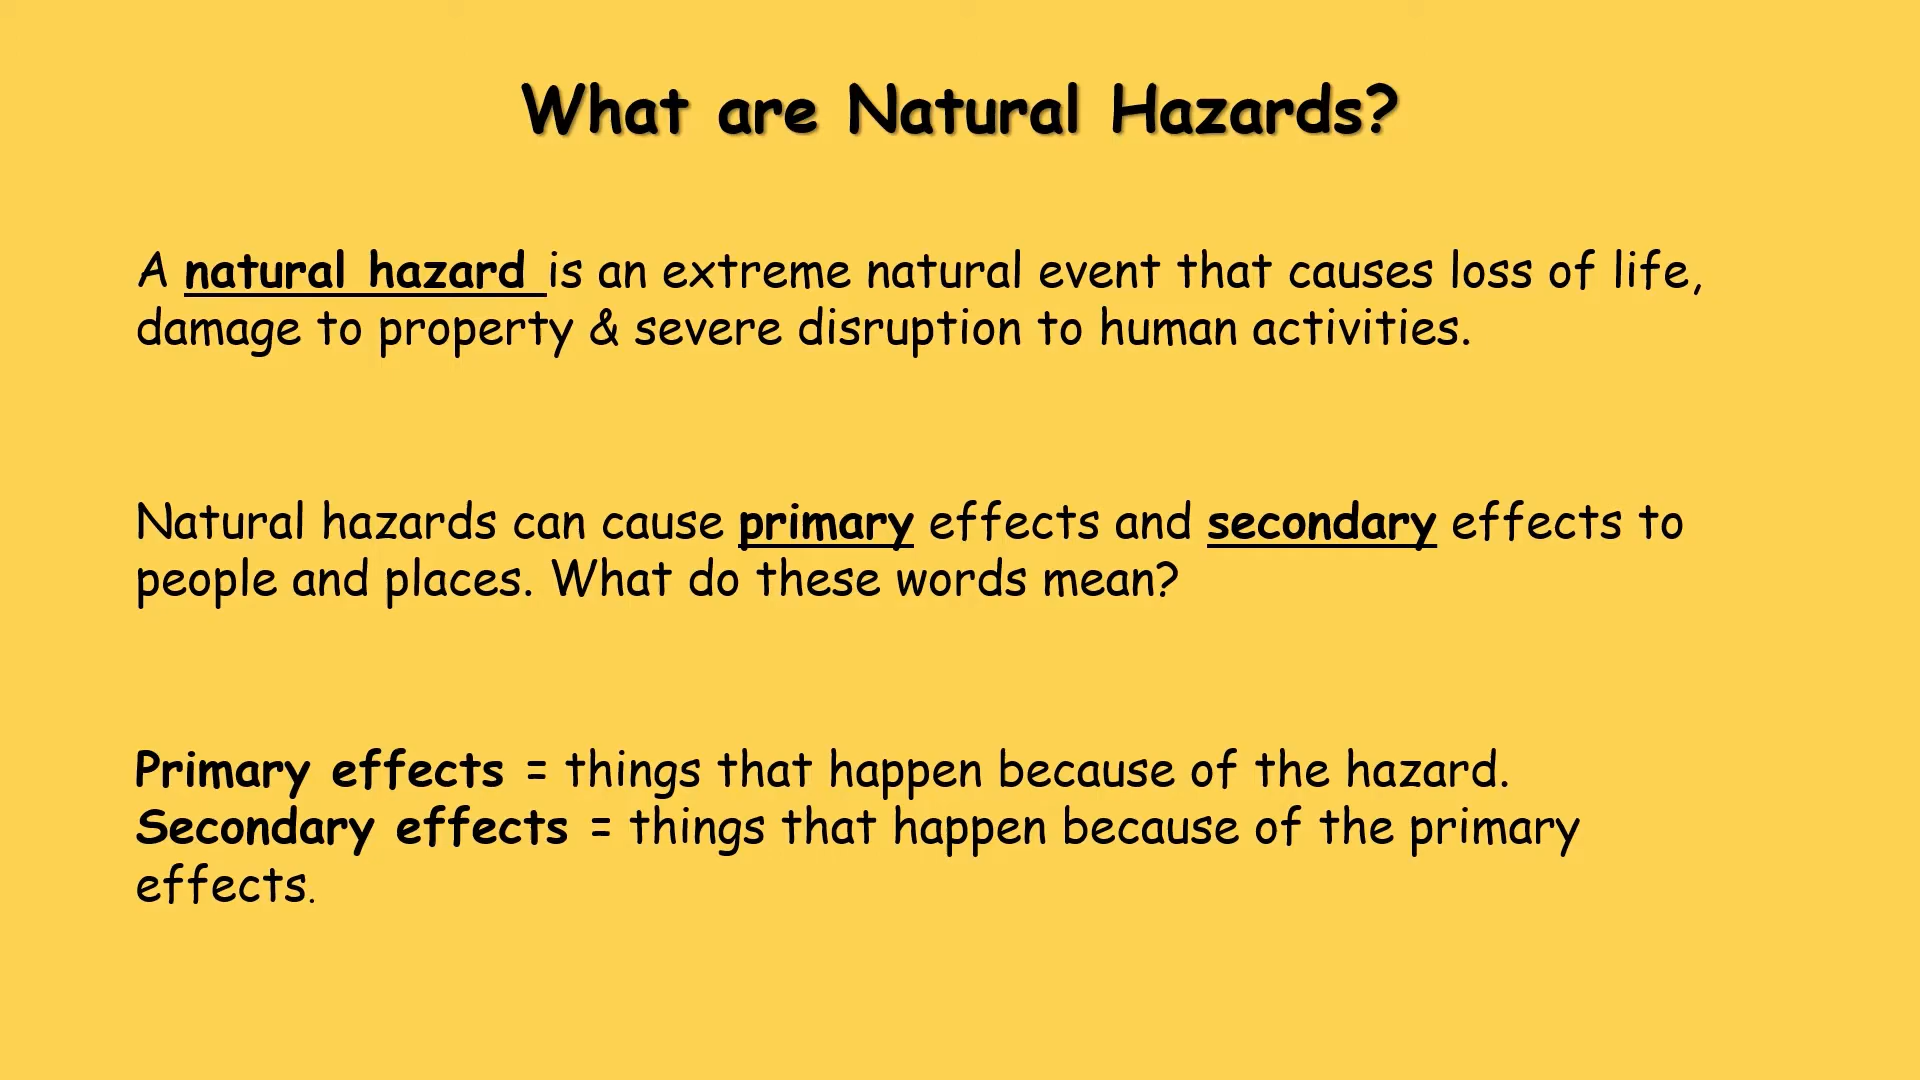 What are Natural Hazards?
A natural hazard is an extreme natural event that causes loss of life,
damage to property & severe disruption to human activities.
Natural hazards can cause primary effects and secondary effects to
people and places. What do these words mean?
Primary effects = things that happen because of the hazard.
Secondary effects = things that happen because of the primary
effects.